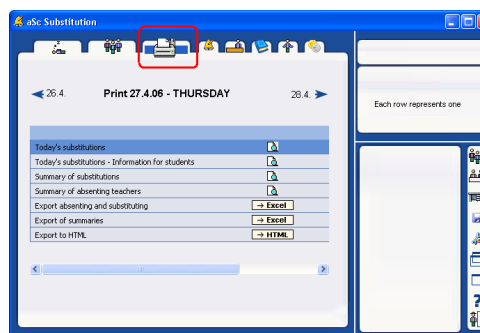 aSc Substitution
26.4. Print 27.4.06 - THURSDAY 28.4.
Each row represents one
Today's substitutions
Today's substitutions - Information for students
Summary of substitutions
Summary of absenting teachers
Export absenting and substituting → Excel
Export of summaries → Excel
Export to HTML → HTML